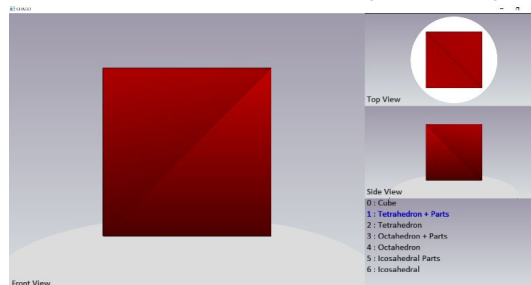 Top View
Side View
0 : Cube
1 : Tetrahedron + Parts
2 : Tetrahedron
3 : Octahedron + Parts
4 : Octahedron
5 : Icosahedral Parts
6 : Icosahedral
Front View